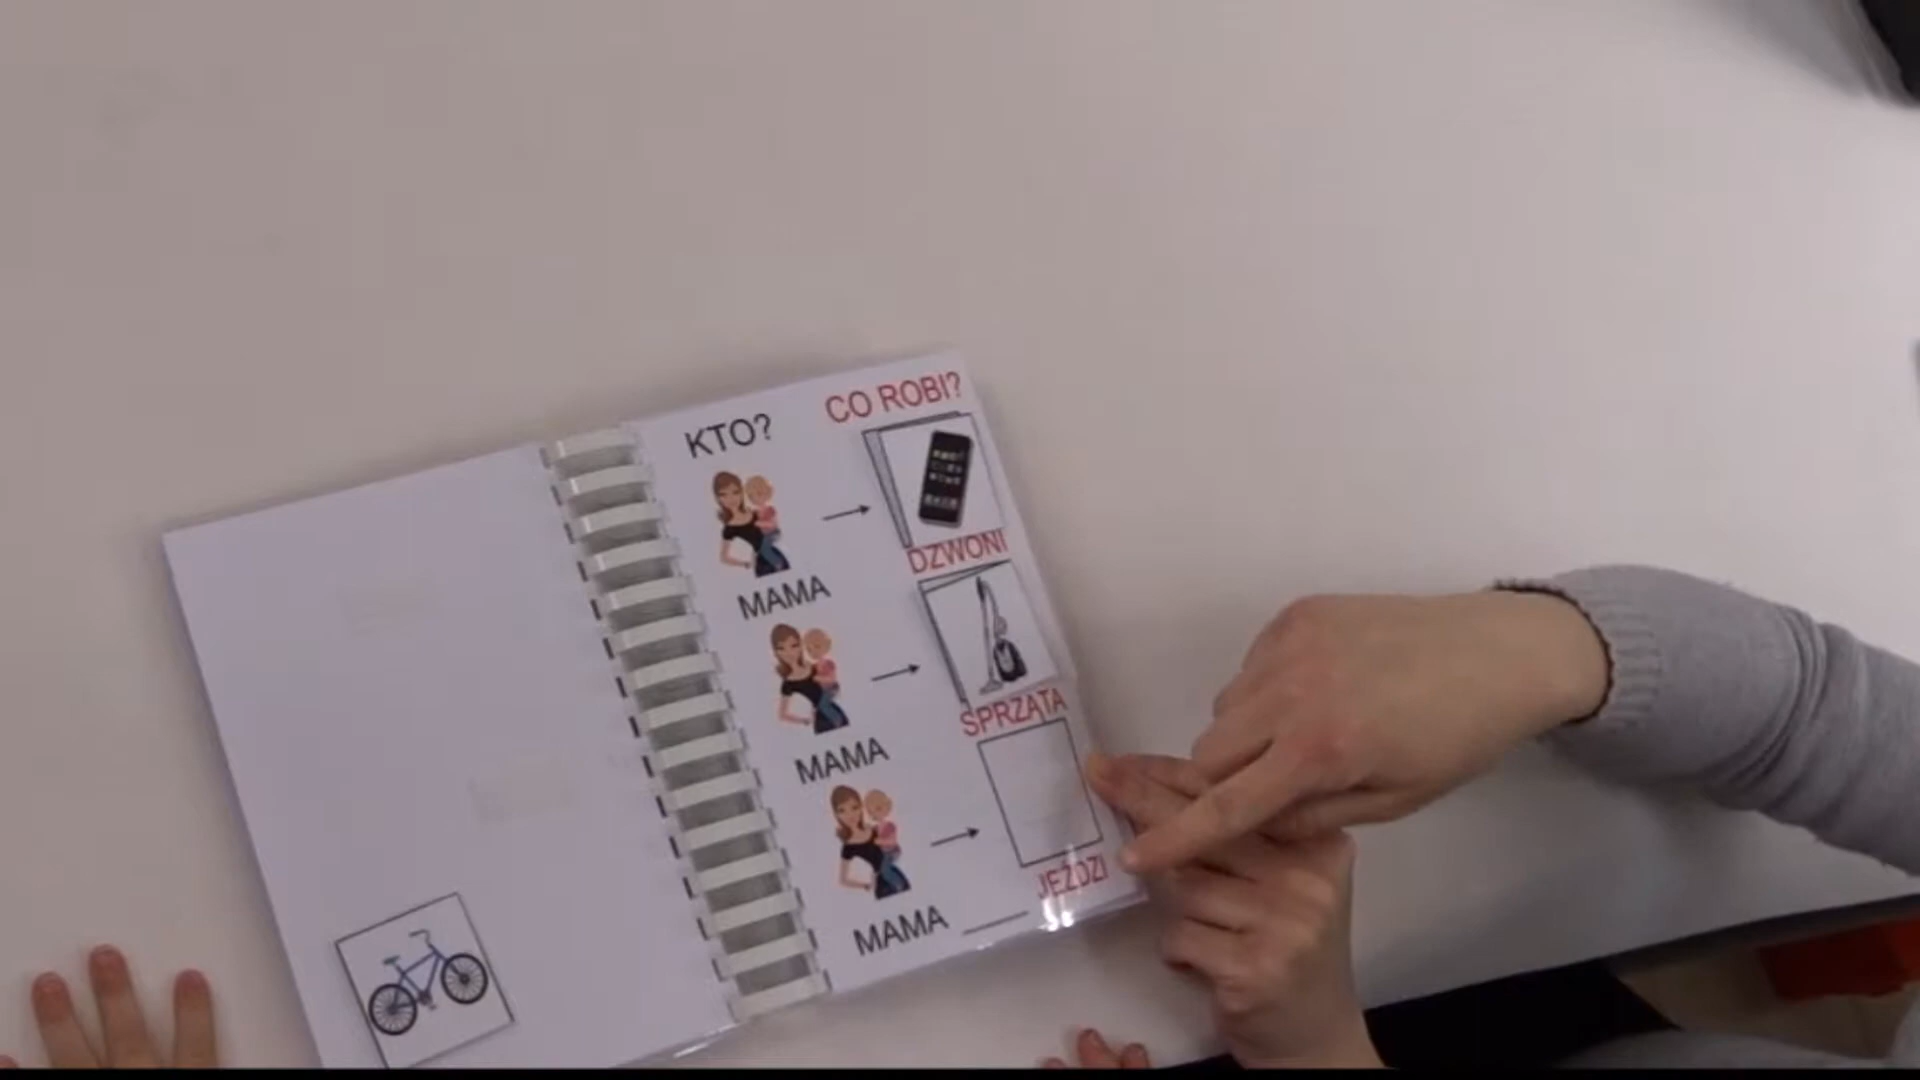 KTO? CO ROBI?
DZWONI
MAMA
SPRZĄTA
MAMA
JEŹDZI
MAMA